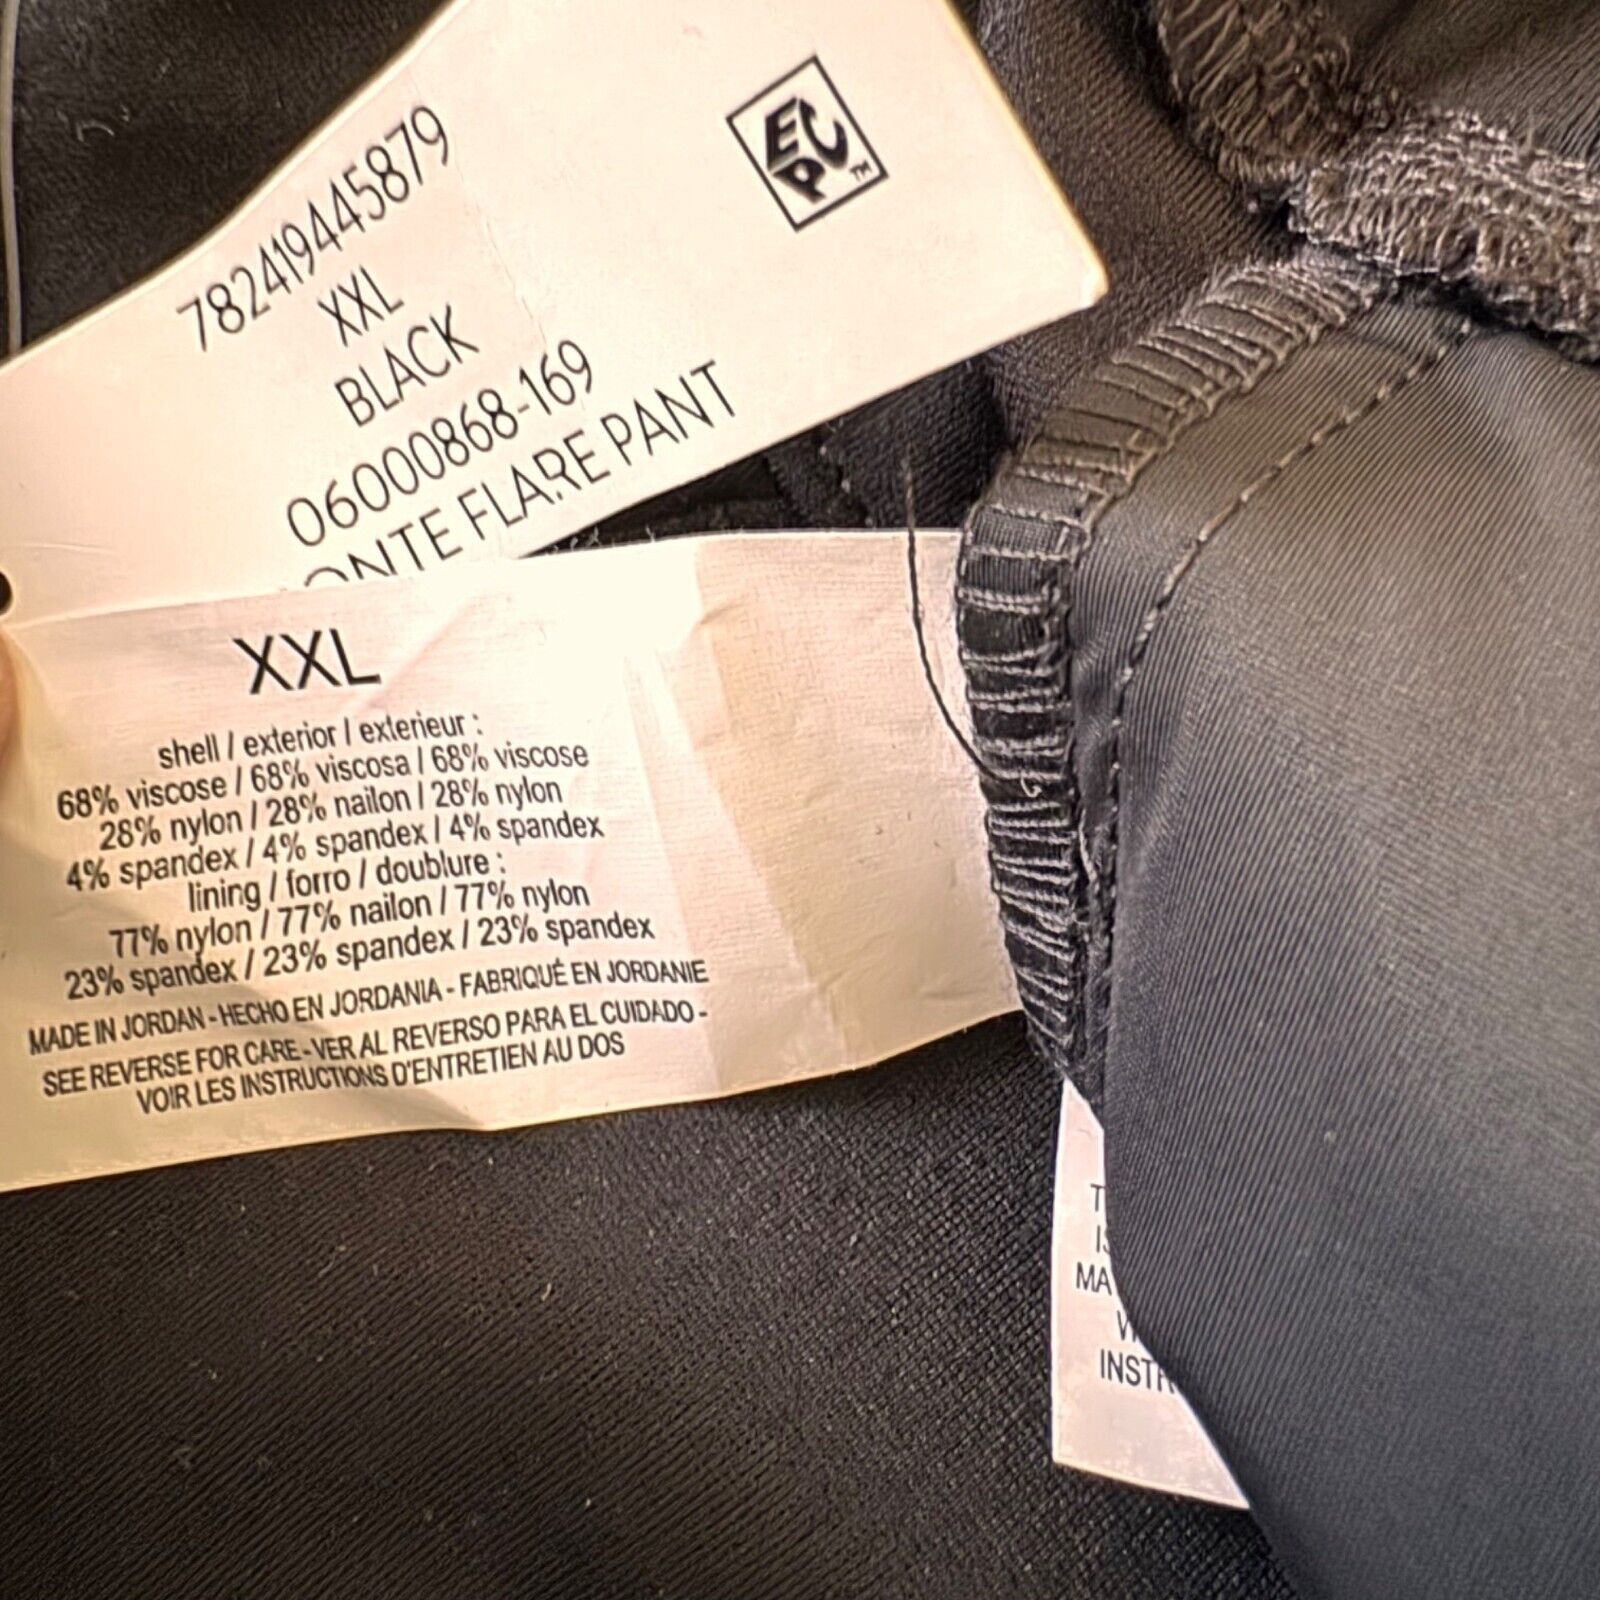 782419445879
XXL
BLACK
06000868-169
ONTE FLARE PANT
EPC™
XXL
shell / exterior / exterieur :
68% viscose / 68% viscosa / 68% viscose
28% nylon / 28% nailon / 28% nylon
4% spandex / 4% spandex / 4% spandex
lining / forro / doublure :
77% nylon / 77% nailon / 77% nylon
23% spandex / 23% spandex / 23% spandex
MADE IN JORDAN - HECHO EN JORDANIA - FABRIQUÉ EN JORDANIE
SEE REVERSE FOR CARE - VER AL REVERSO PARA EL CUIDADO -
VOIR LES INSTRUCTIONS D'ENTRETIEN AU DOS
MA
INSTR